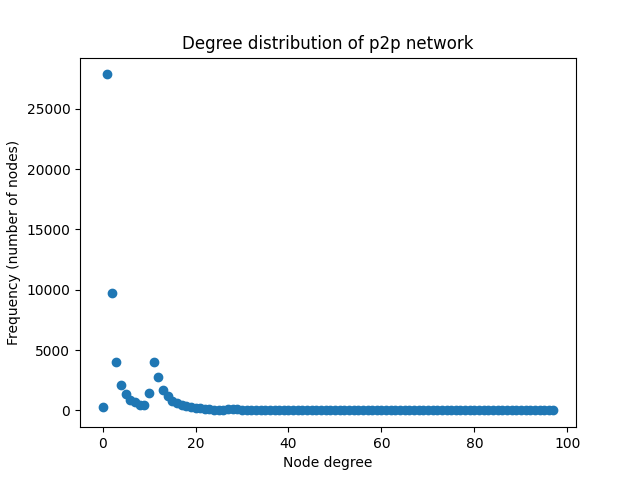 Degree distribution of p2p network
Frequency (number of nodes)
25000
20000
15000
10000
5000
0
0 20 40 60 80 100
Node degree